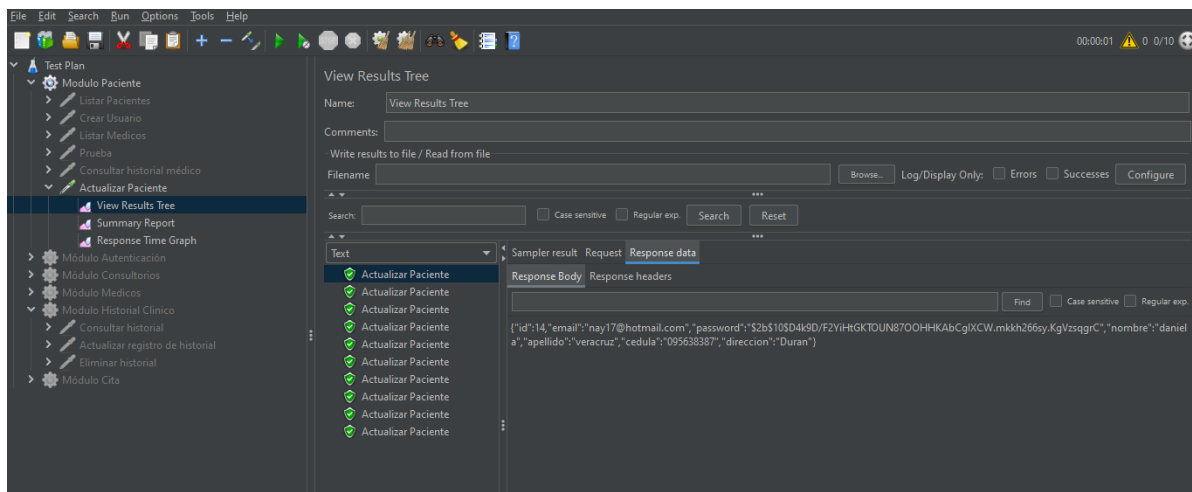 File Edit Search Run Options Tools Help
00:00:01 0 0/10
Test Plan
Modulo Paciente
Listar Pacientes
Crear Usuario
Listar Medicos
Prueba
Consultar historial médico
Actualizar Paciente
View Results Tree
Summary Report
Response Time Graph
Módulo Autenticación
Módulo Consultorios
Módulo Medicos
Modulo Historial Clinico
Consultar historial
Actualizar registro de historial
Eliminar historial
Módulo Cita
View Results Tree
Name: View Results Tree
Comments:
Write results to file / Read from file
Filename Browse... Log/Display Only: Errors Successes Configure
Search: Case sensitive Regular exp. Search Reset
Text Sampler result Request Response data
Response Body Response headers
Find Case sensitive Regular exp.
Actualizar Paciente
Actualizar Paciente
Actualizar Paciente
Actualizar Paciente
Actualizar Paciente
Actualizar Paciente
Actualizar Paciente
Actualizar Paciente
Actualizar Paciente
Actualizar Paciente
{"id":14,"email":"nay17@hotmail.com","password":"$2b$10$D4k9D/F2YiHtGKTOUN87OOHHKAbCglXCW.mkkh266sy.KgVzsqgrC","nombre":"daniel
a","apellido":"veracruz","cedula":"095638387","direccion":"Duran"}